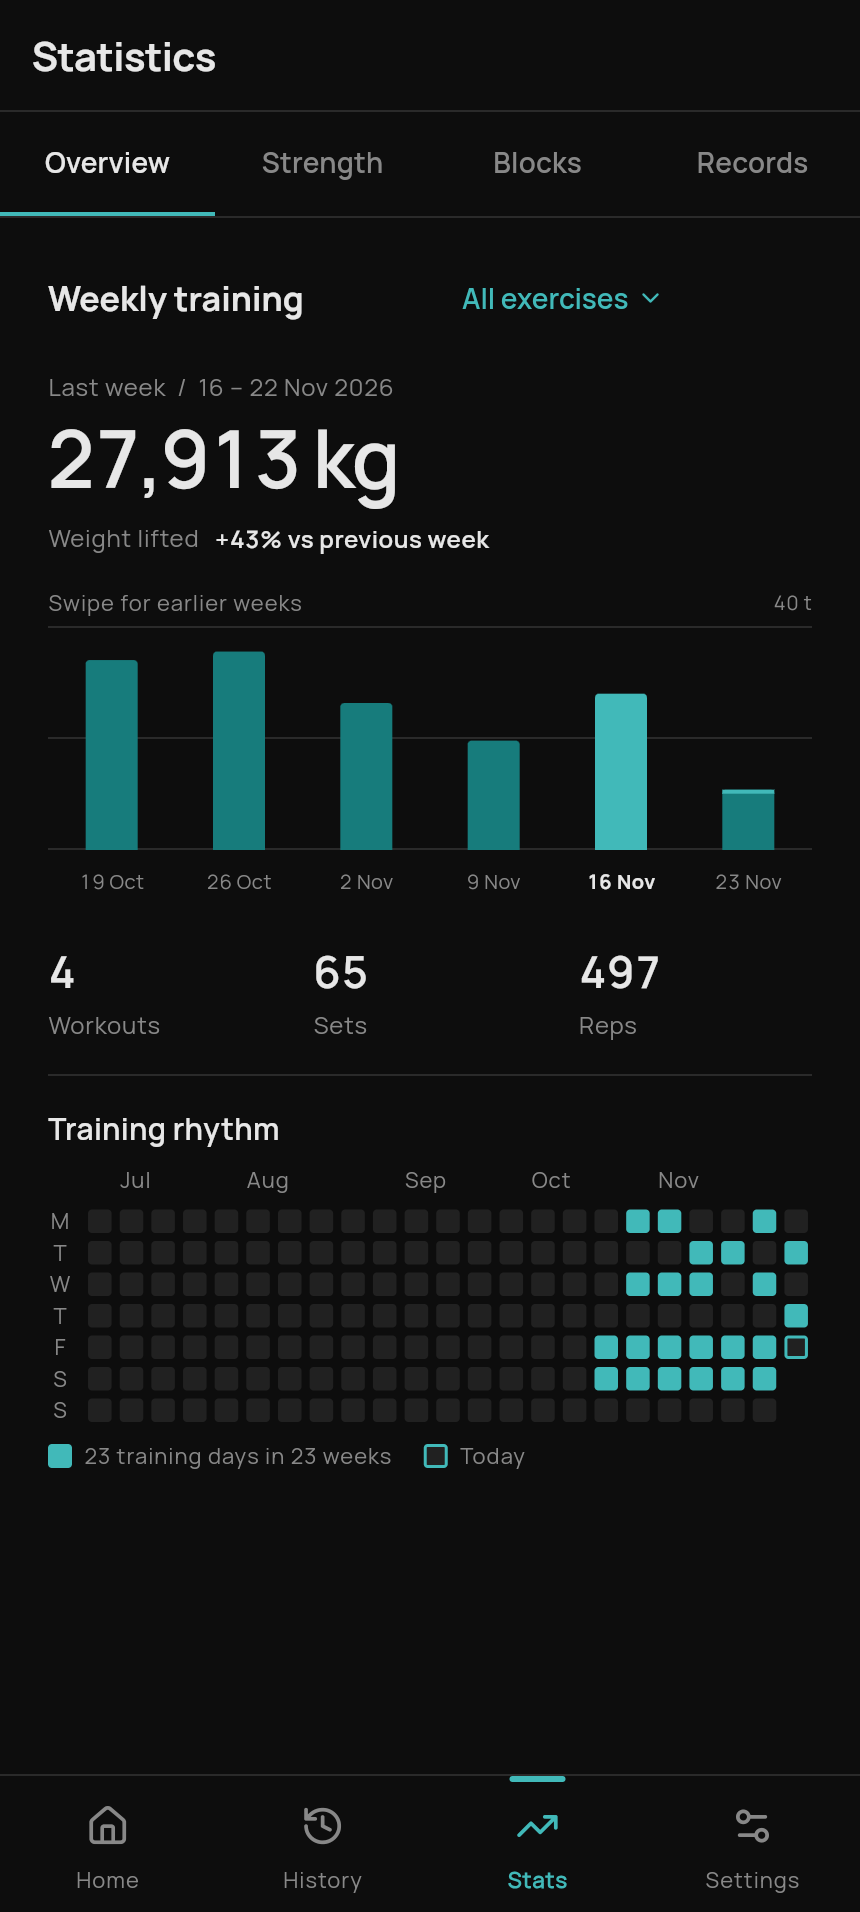 Statistics
Overview Strength Blocks Records
Weekly training All exercises
Last week / 16 – 22 Nov 2026
27,913 kg
Weight lifted +43% vs previous week
Swipe for earlier weeks 40 t
19 Oct 26 Oct 2 Nov 9 Nov 16 Nov 23 Nov
4 65 497
Workouts Sets Reps
Training rhythm
Jul Aug Sep Oct Nov
M
T
W
T
F
S
S
23 training days in 23 weeks Today
Home History Stats Settings